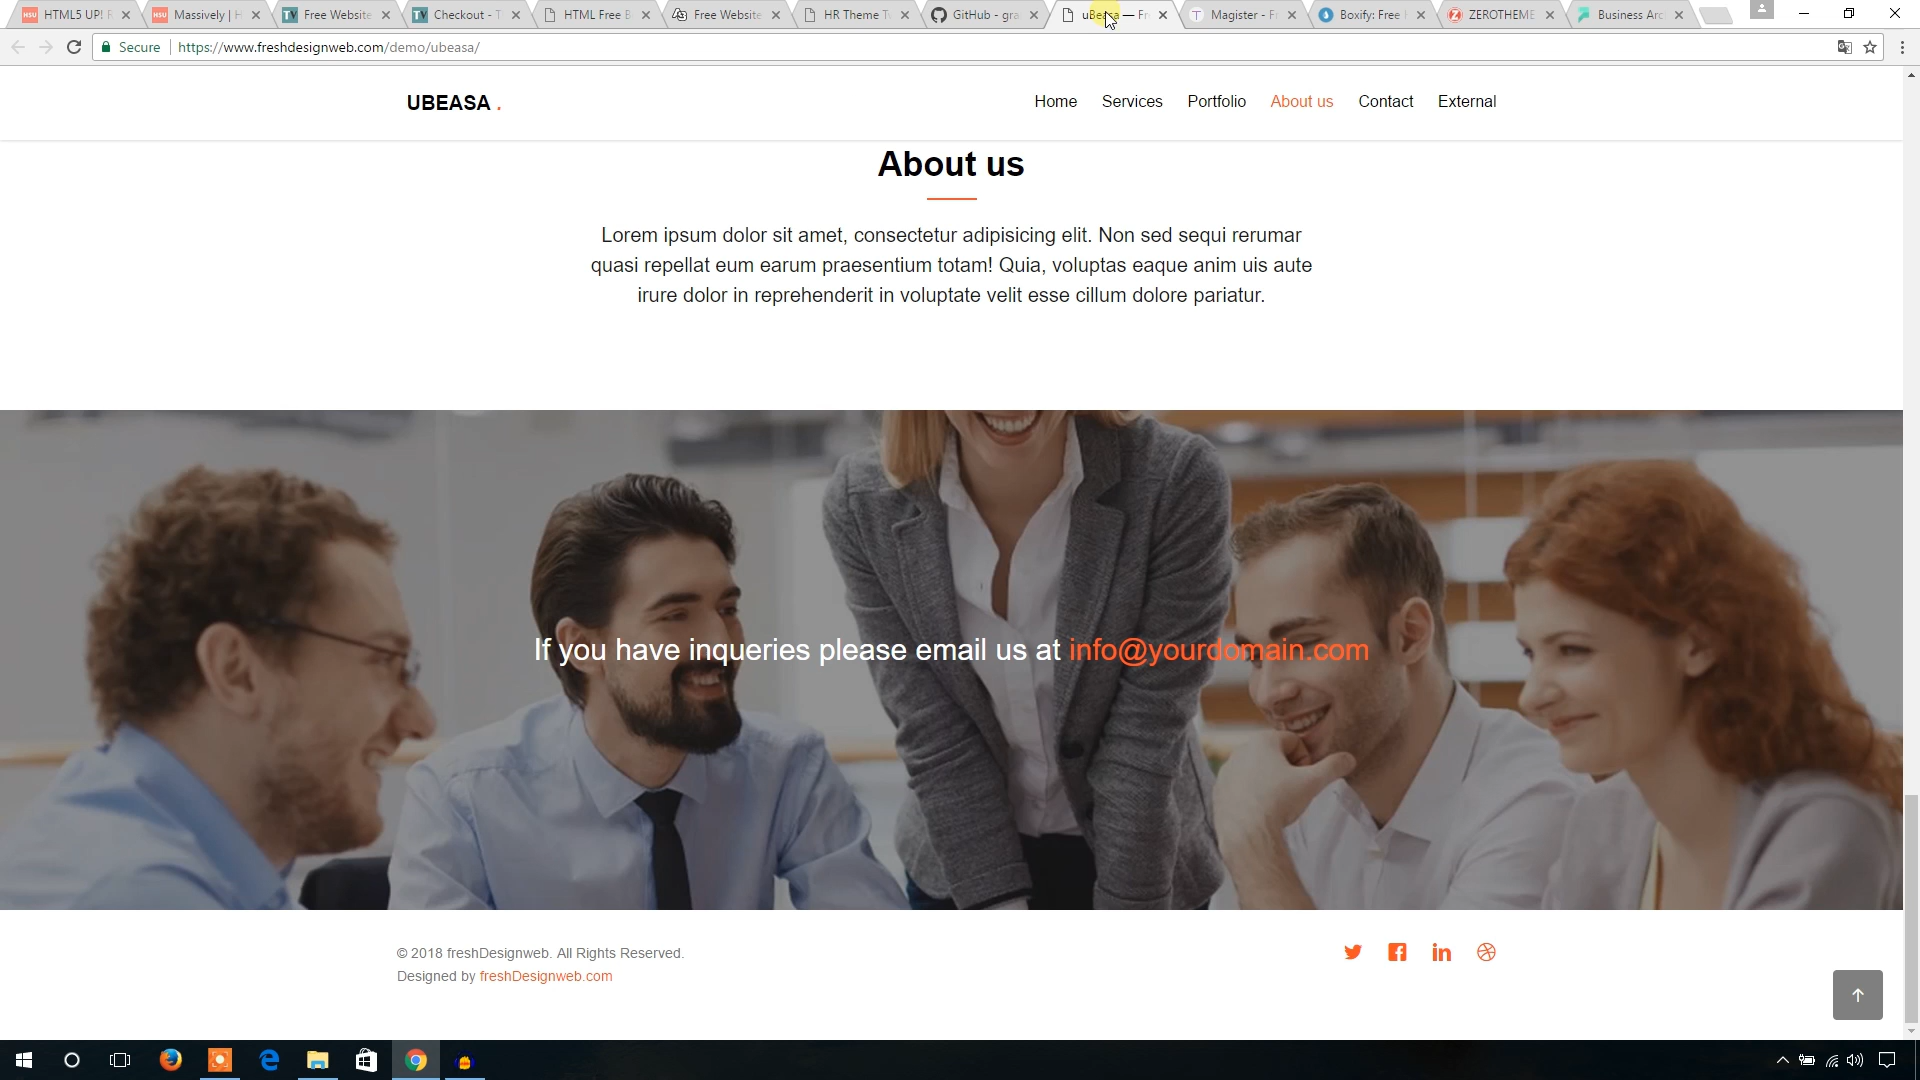 HTML5 UP!
Massively |
Free Website
Checkout -
HTML Free
Free Website
HR Theme
GitHub - gra
uBeasa — Fr
Magister - F
Boxify: Free
ZEROTHEME
Business Arc
Secure
https://www.freshdesignweb.com/demo/ubeasa/
UBEASA .
Home
Services
Portfolio
About us
Contact
External
About us
Lorem ipsum dolor sit amet, consectetur adipisicing elit. Non sed sequi rerumar
quasi repellat eum earum praesentium totam! Quia, voluptas eaque anim uis aute
irure dolor in reprehenderit in voluptate velit esse cillum dolore pariatur.
If you have inqueries please email us at info@yourdomain.com
© 2018 freshDesignweb. All Rights Reserved.
Designed by freshDesignweb.com